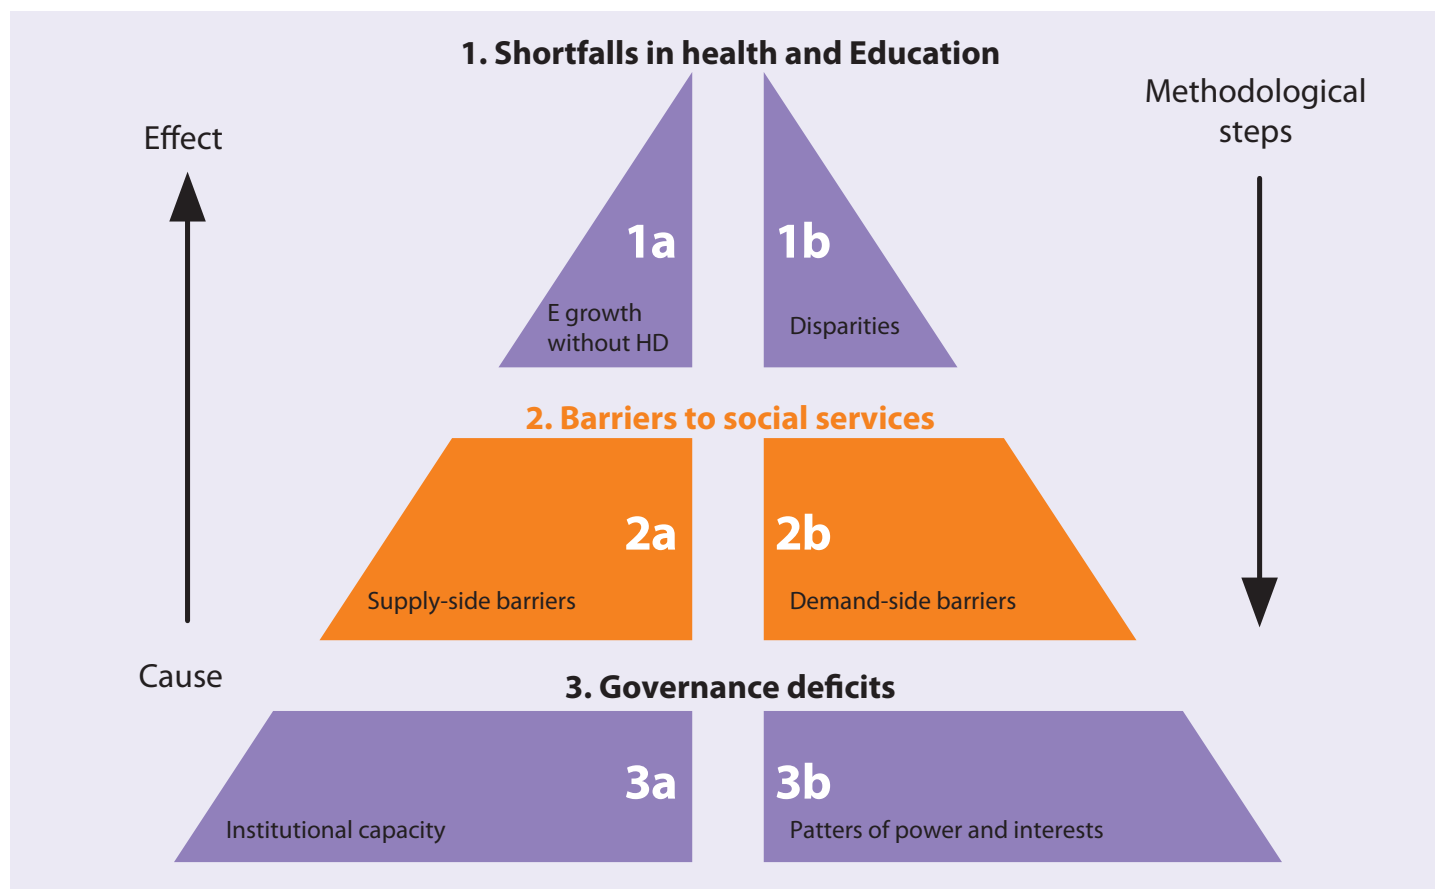 1. Shortfalls in health and Education
Effect
Methodological
steps
1a
1b
E growth
without HD
Disparities
2. Barriers to social services
2a
2b
Supply-side barriers
Demand-side barriers
Cause
3. Governance deficits
3a
3b
Institutional capacity
Patters of power and interests